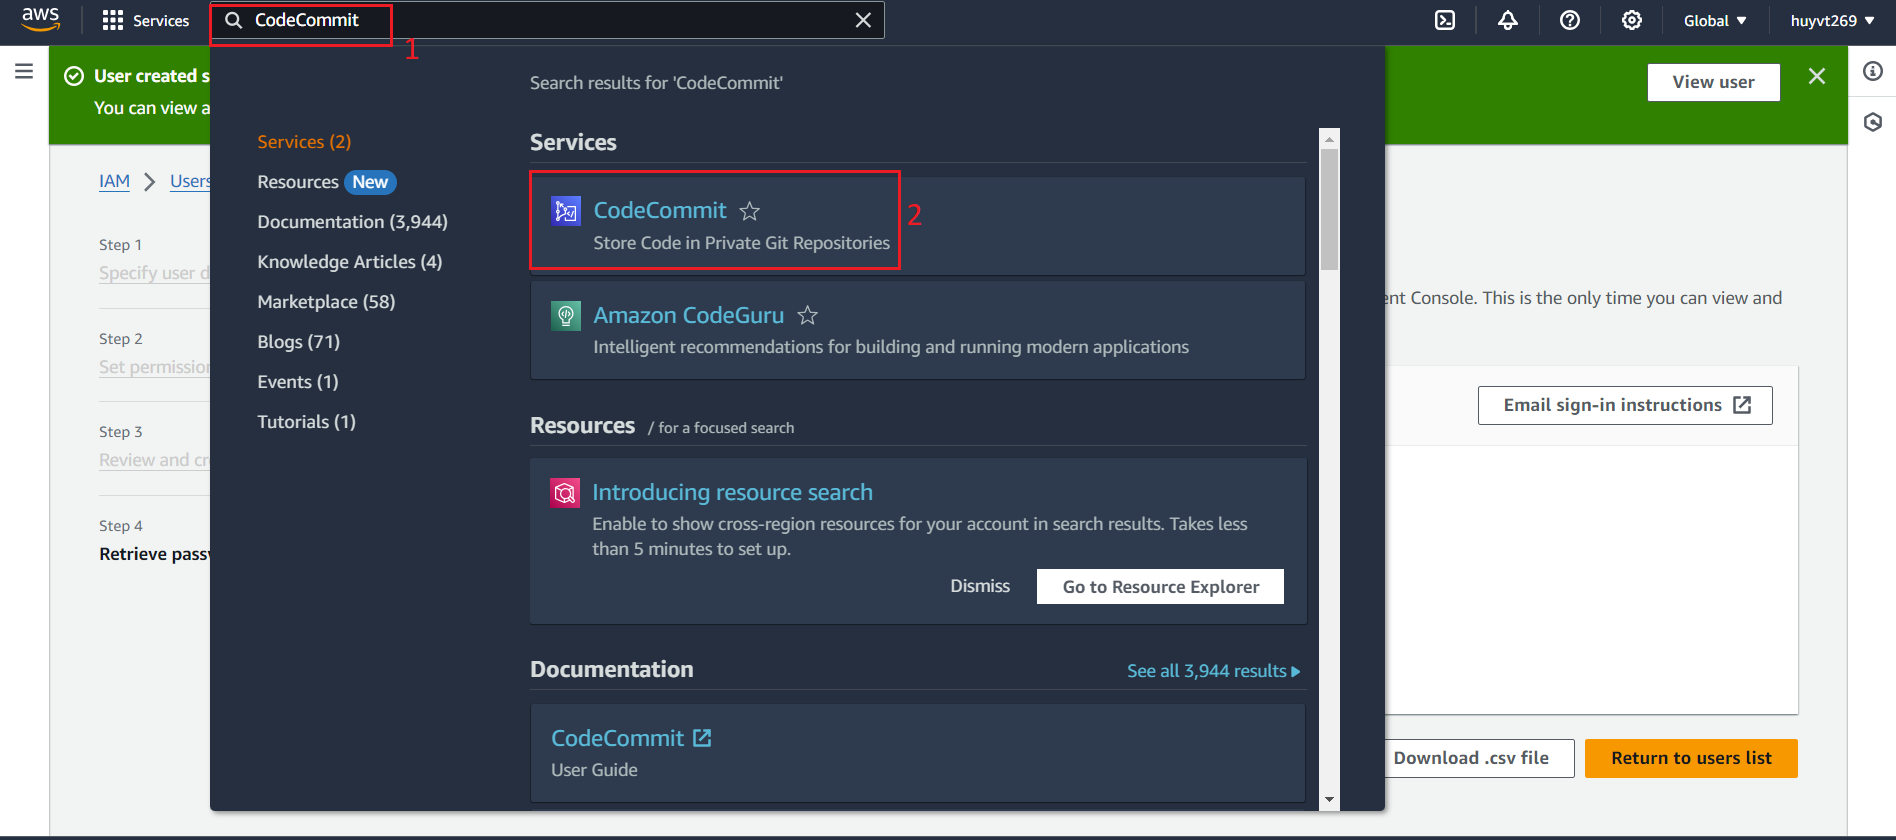 aws
Services
CodeCommit
1
Global
huyvt269
User created s
You can view a
View user
IAM
Users
Step 1
Specify user d
Step 2
Set permission
Step 3
Review and cr
Step 4
Retrieve passw
Search results for 'CodeCommit'
Services (2)
Resources New
Documentation (3,944)
Knowledge Articles (4)
Marketplace (58)
Blogs (71)
Events (1)
Tutorials (1)
Services
CodeCommit
Store Code in Private Git Repositories
2
Amazon CodeGuru
Intelligent recommendations for building and running modern applications
Resources / for a focused search
Introducing resource search
Enable to show cross-region resources for your account in search results. Takes less
than 5 minutes to set up.
Dismiss
Go to Resource Explorer
Documentation
See all 3,944 results
CodeCommit
User Guide
ent Console. This is the only time you can view and
Email sign-in instructions
Download .csv file
Return to users list